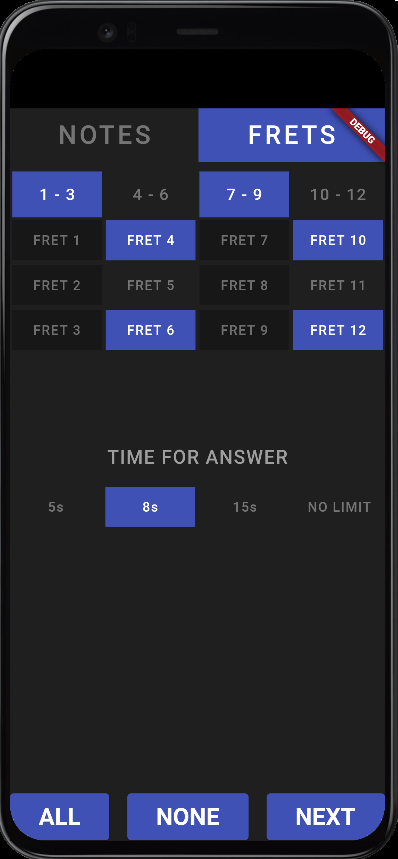 NOTES FRETS DEBUG
1 - 3 4 - 6 7 - 9 10 - 12
FRET 1 FRET 4 FRET 7 FRET 10
FRET 2 FRET 5 FRET 8 FRET 11
FRET 3 FRET 6 FRET 9 FRET 12
TIME FOR ANSWER
5s 8s 15s NO LIMIT
ALL NONE NEXT